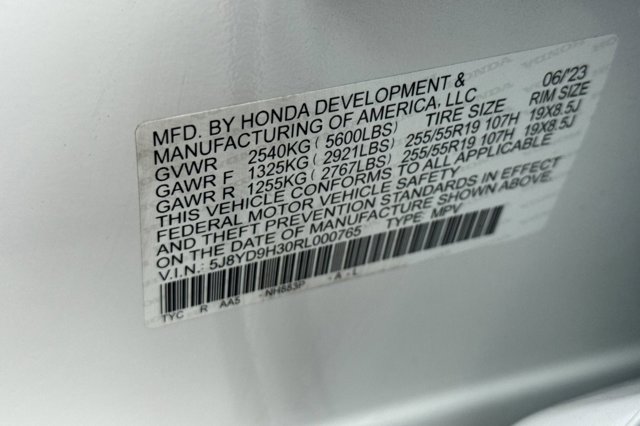 MFD. BY HONDA DEVELOPMENT & 06/'23
MANUFACTURING OF AMERICA, LLC
GVWR 2540KG ( 5600LBS) TIRE SIZE RIM SIZE
GAWR F 1325KG ( 2921LBS) 255/55R19 107H 19X8.5J
GAWR R 1255KG ( 2767LBS) 255/55R19 107H 19X8.5J
THIS VEHICLE CONFORMS TO ALL APPLICABLE
FEDERAL MOTOR VEHICLE SAFETY
AND THEFT PREVENTION STANDARDS IN EFFECT
ON THE DATE OF MANUFACTURE SHOWN ABOVE.
V.I.N.: 5J8YD9H30RL000765 TYPE: MPV
TYC R AA5 -NH883P -A - L